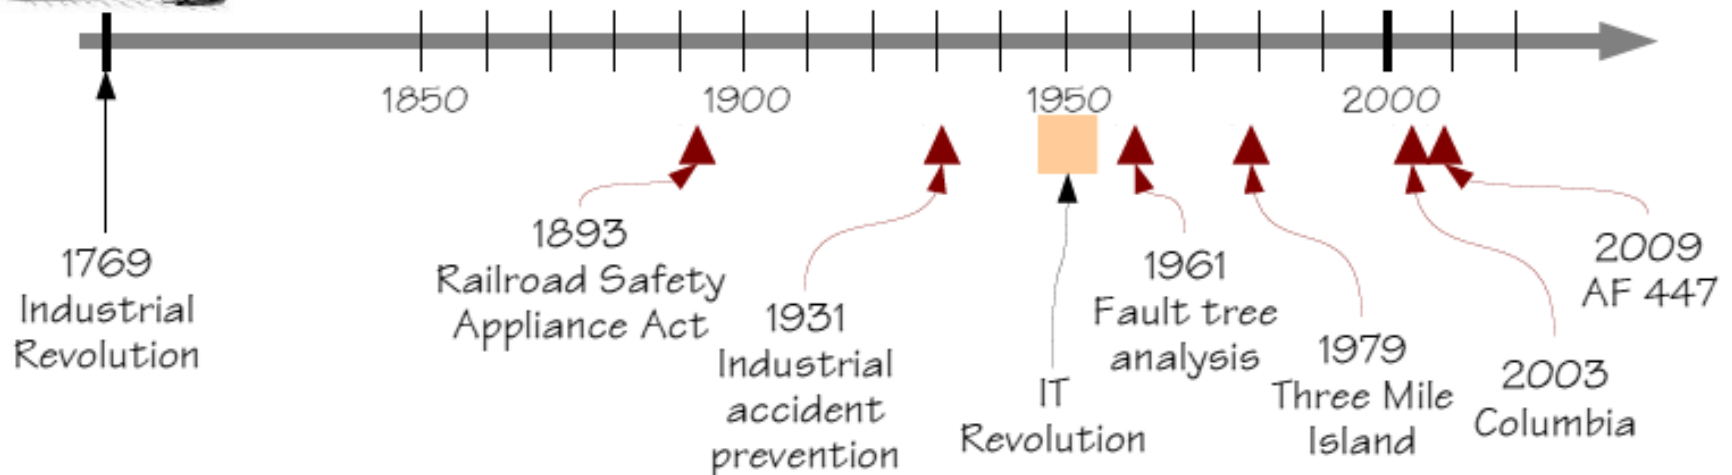 1850
1900
1950
2000
1769
Industrial
Revolution
1893
Railroad Safety
Appliance Act
1931
Industrial
accident
prevention
IT
Revolution
1961
Fault tree
analysis
1979
Three Mile
Island
2003
Columbia
2009
AF 447